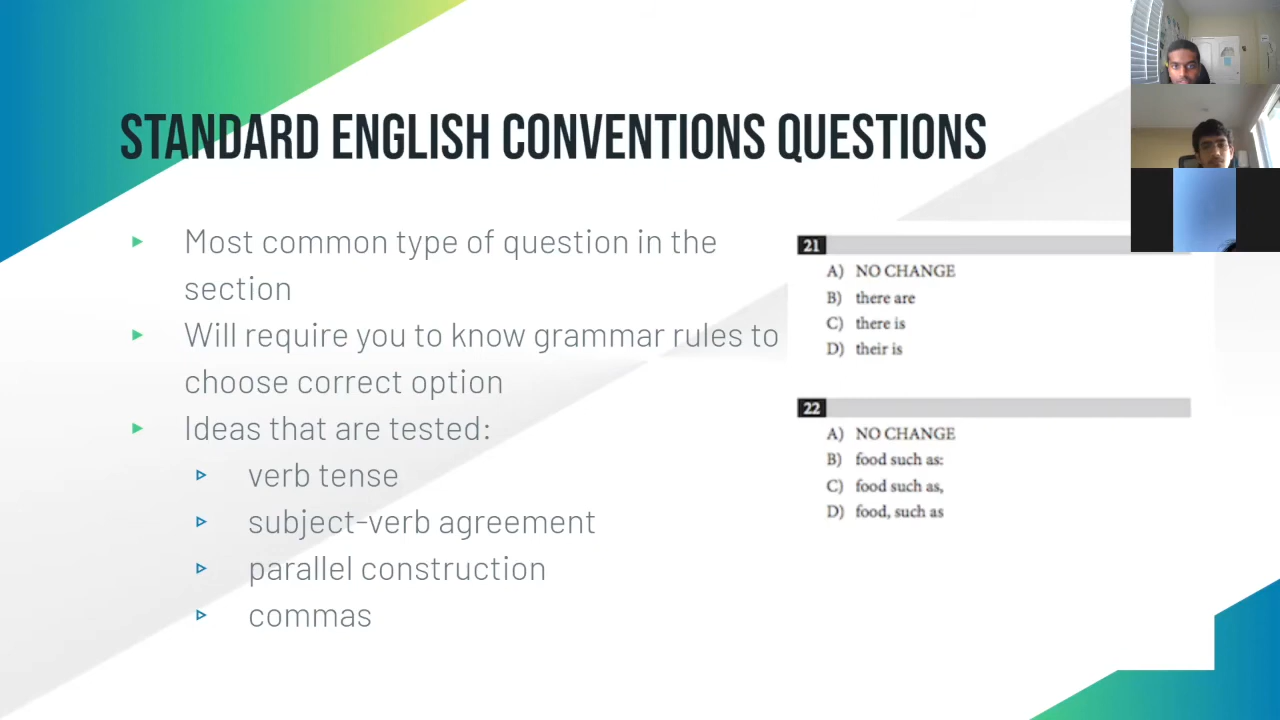 STANDARD ENGLISH CONVENTIONS QUESTIONS
Most common type of question in the
section
Will require you to know grammar rules to
choose correct option
Ideas that are tested:
verb tense
subject-verb agreement
parallel construction
commas
21
A) NO CHANGE
B) there are
C) there is
D) their is
22
A) NO CHANGE
B) food such as:
C) food such as,
D) food, such as